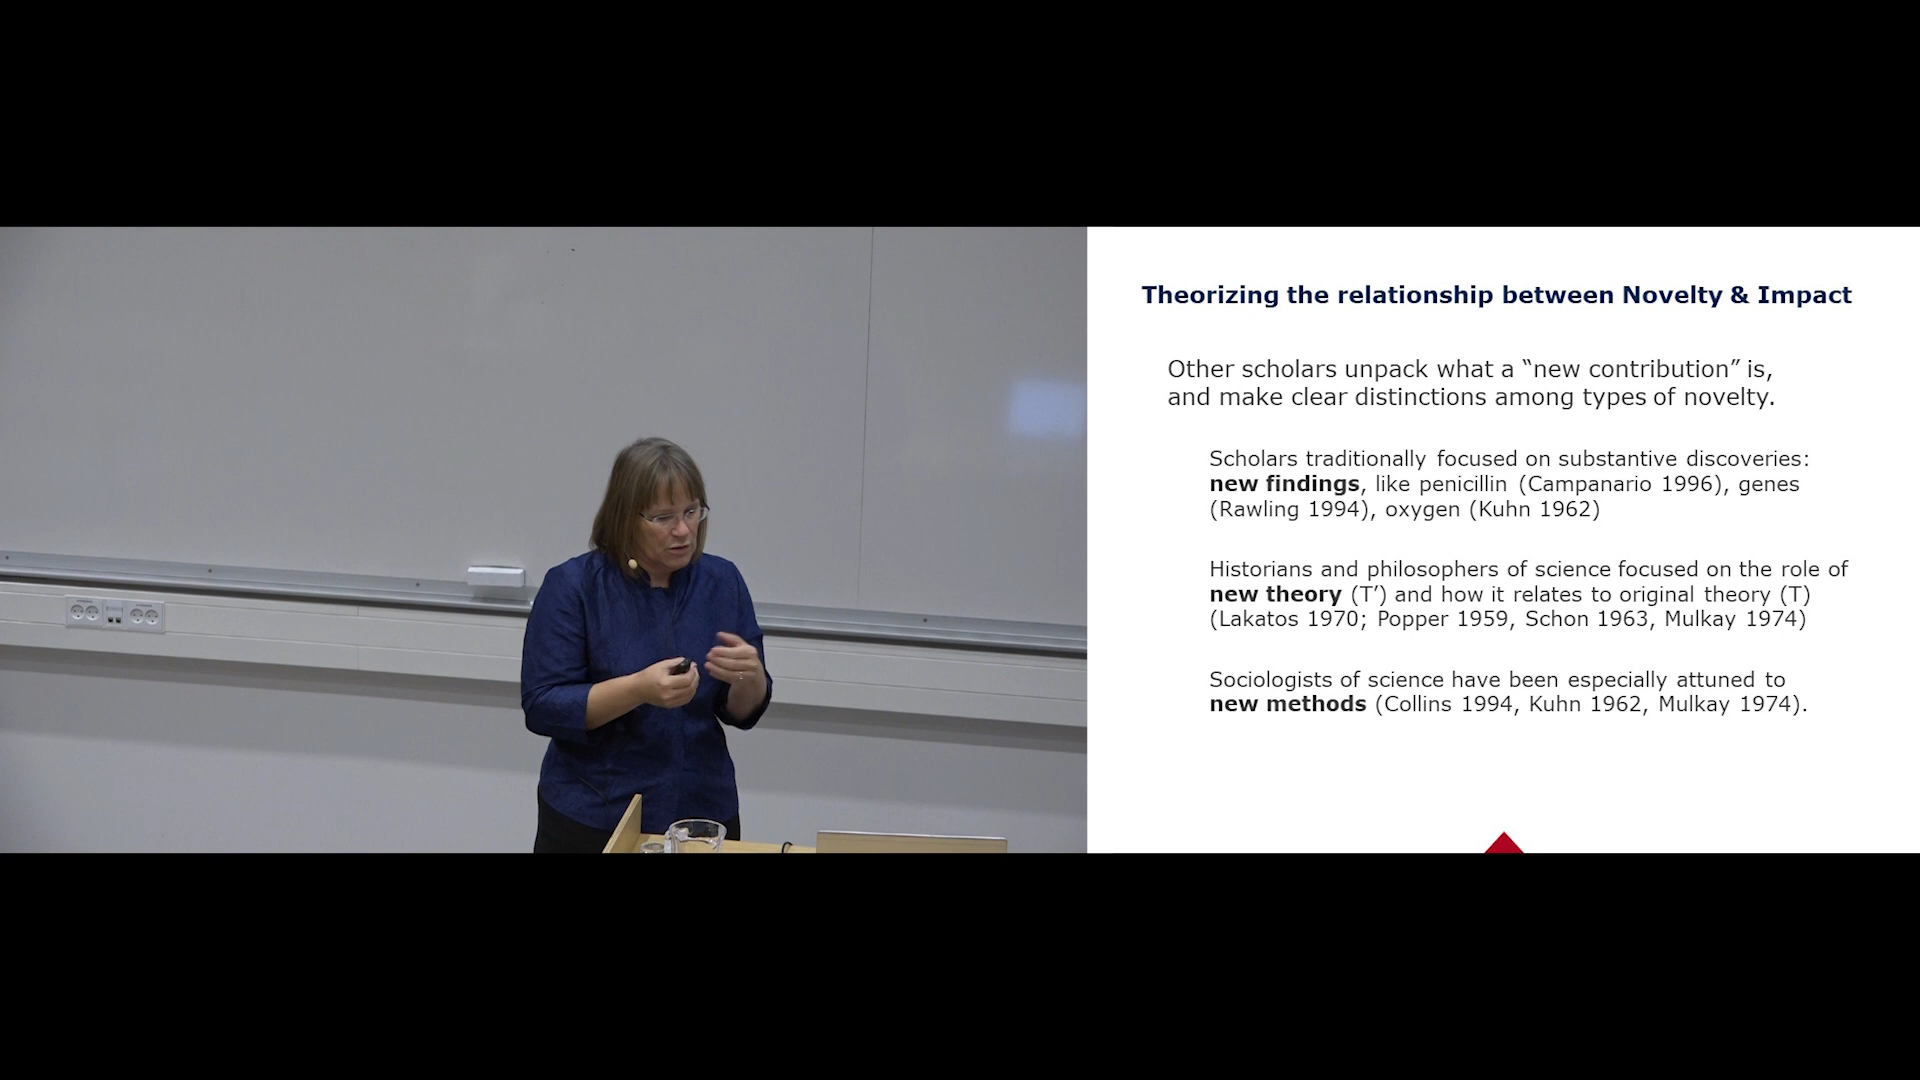 Theorizing the relationship between Novelty & Impact
Other scholars unpack what a “new contribution” is,
and make clear distinctions among types of novelty.
Scholars traditionally focused on substantive discoveries:
new findings, like penicillin (Campanario 1996), genes
(Rawling 1994), oxygen (Kuhn 1962)
Historians and philosophers of science focused on the role of
new theory (T’) and how it relates to original theory (T)
(Lakatos 1970; Popper 1959, Schon 1963, Mulkay 1974)
Sociologists of science have been especially attuned to
new methods (Collins 1994, Kuhn 1962, Mulkay 1974).